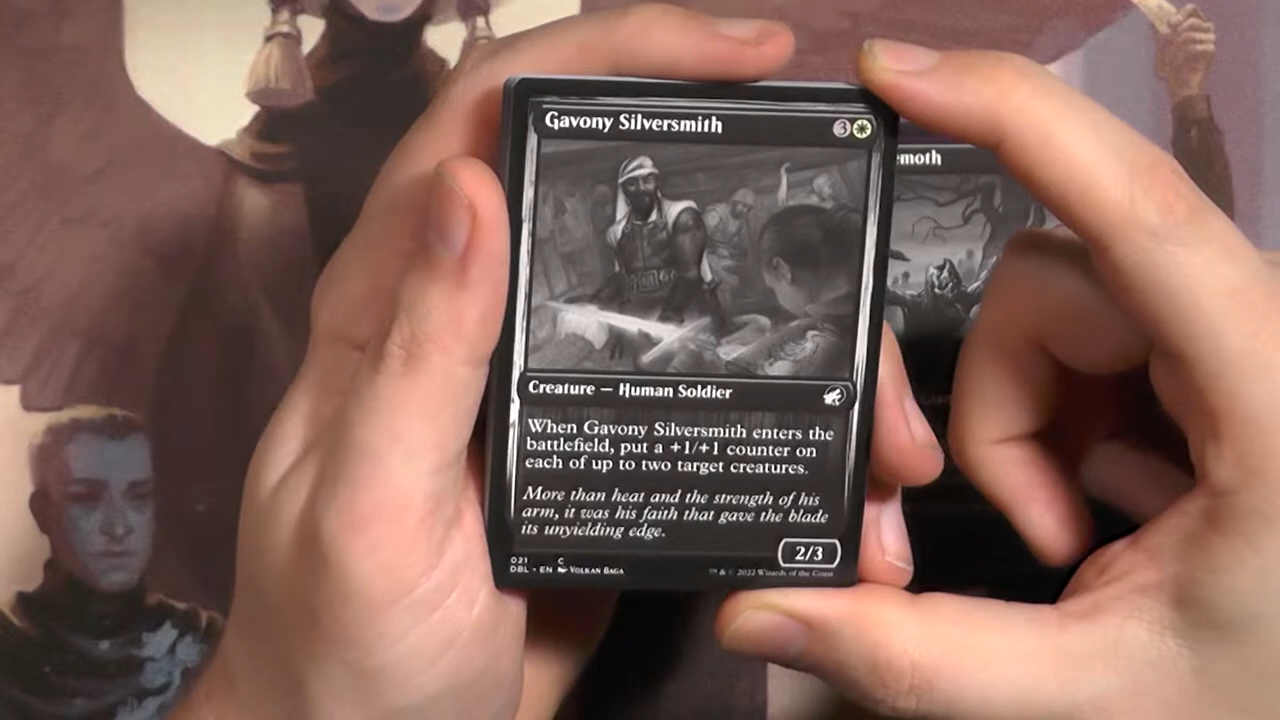 Gavony Silversmith 3
emoth
Creature — Human Soldier
When Gavony Silversmith enters the
battlefield, put a +1/+1 counter on
each of up to two target creatures.
More than heat and the strength of his
arm, it was his faith that gave the blade
its unyielding edge.
2/3
021 C
DBL • EN Volkan Baga
™ & © 2022 Wizards of the Coast